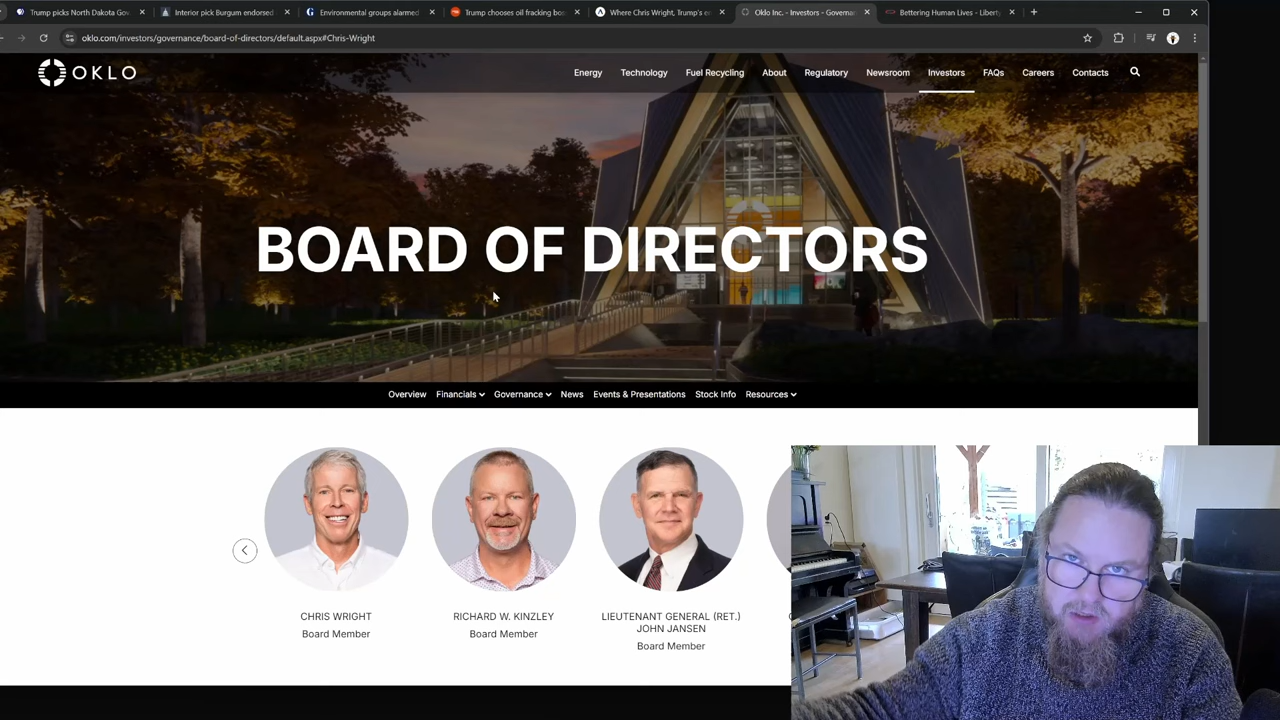 Trump picks North Dakota Gov
Interior pick Burgum endorsed
Environmental groups alarmed
Trump chooses oil fracking bo
Where Chris Wright, Trump's e
Oklo Inc. - Investors - Governan
Bettering Human Lives - Liberty
oklo.com/investors/governance/board-of-directors/default.aspx#Chris-Wright
OKLO
Energy Technology Fuel Recycling About Regulatory Newsroom Investors FAQs Careers Contacts
BOARD OF DIRECTORS
Overview Financials Governance News Events & Presentations Stock Info Resources
CHRIS WRIGHT
Board Member
RICHARD W. KINZLEY
Board Member
LIEUTENANT GENERAL (RET.)
JOHN JANSEN
Board Member